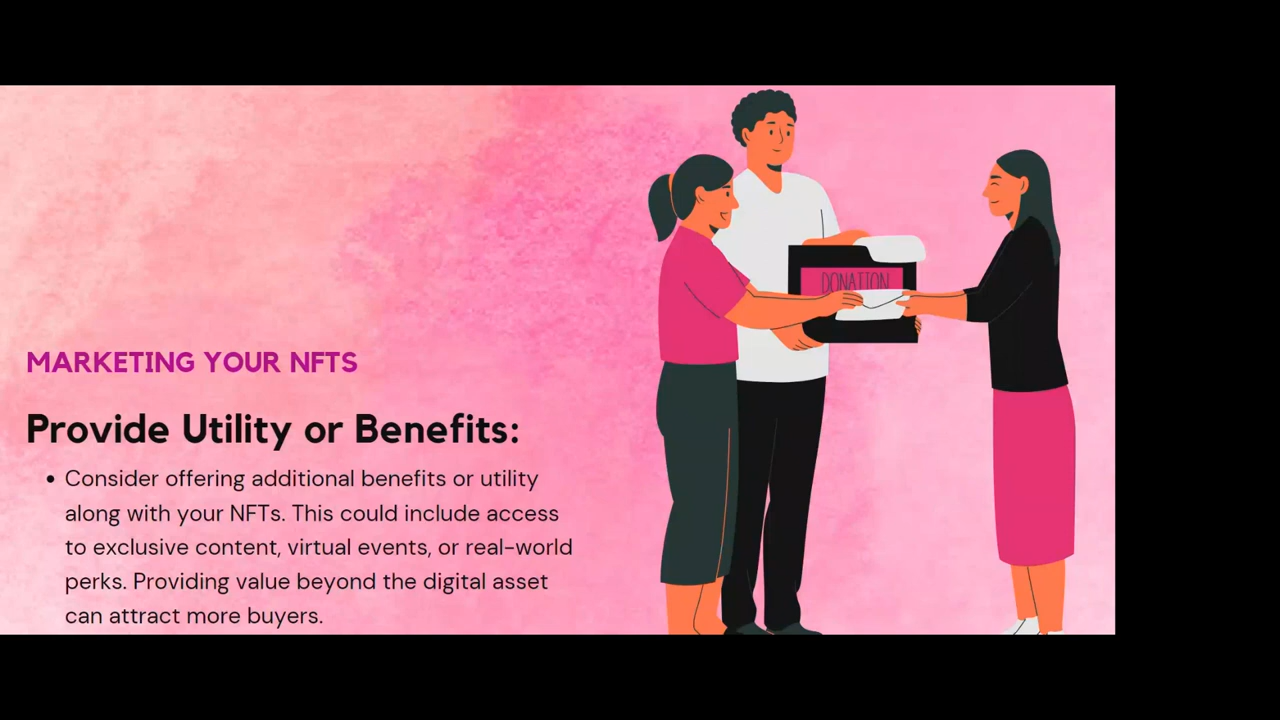 DONATION
MARKETING YOUR NFTS
Provide Utility or Benefits:
• Consider offering additional benefits or utility
along with your NFTs. This could include access
to exclusive content, virtual events, or real-world
perks. Providing value beyond the digital asset
can attract more buyers.